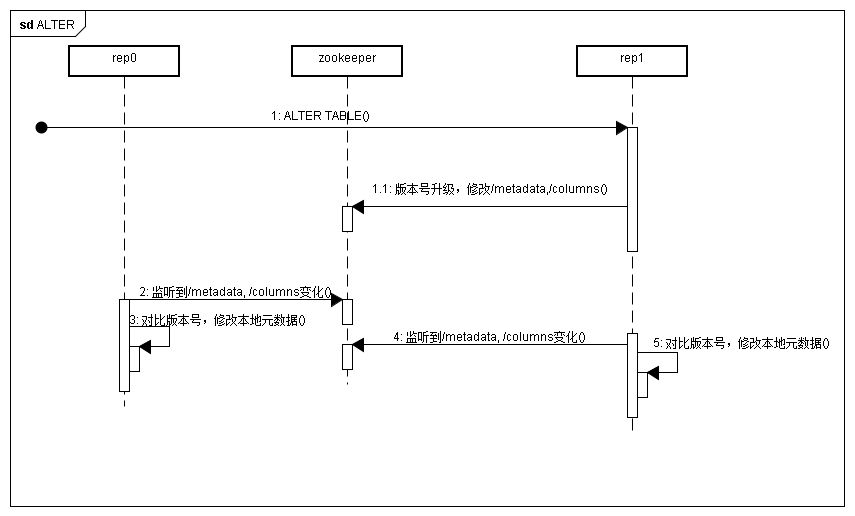 sd ALTER
rep0
zookeeper
rep1
1: ALTER TABLE()
1.1: 版本号升级，修改/metadata,/columns()
2: 监听到/metadata, /columns变化()
3: 对比版本号，修改本地元数据()
4: 监听到/metadata, /columns变化()
5: 对比版本号，修改本地元数据()